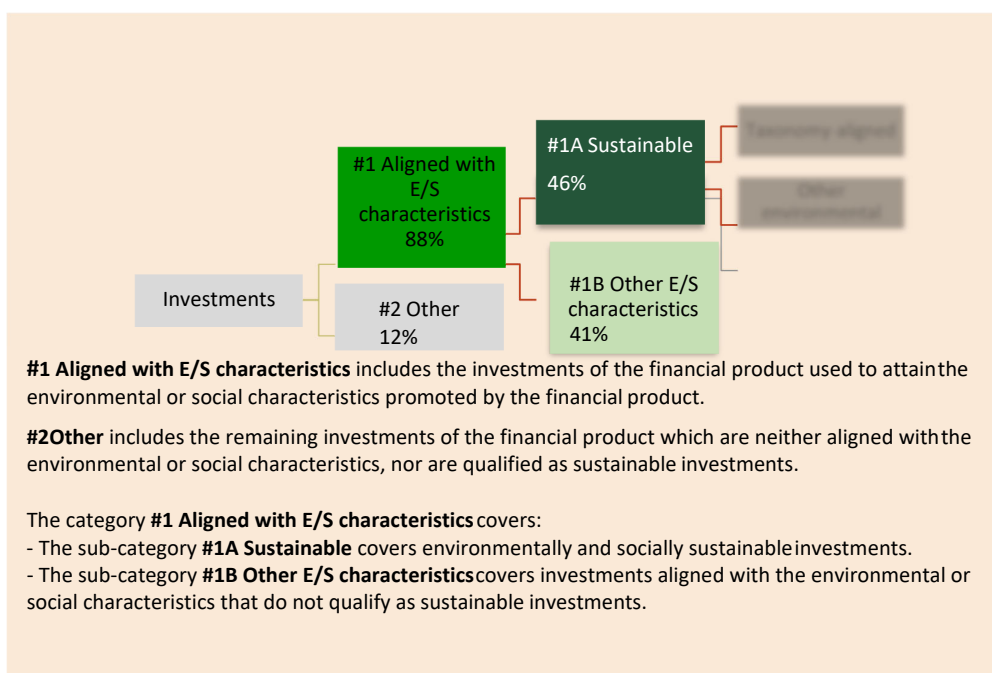 #1 Aligned with
E/S
characteristics
88%
#1A Sustainable
46%
Taxonomy-aligned
Other
environmental
Investments
#2 Other
12%
#1B Other E/S
characteristics
41%
#1 Aligned with E/S characteristics includes the investments of the financial product used to attainthe
environmental or social characteristics promoted by the financial product.
#2Other includes the remaining investments of the financial product which are neither aligned withthe
environmental or social characteristics, nor are qualified as sustainable investments.
The category #1 Aligned with E/S characteristics covers:
- The sub-category #1A Sustainable covers environmentally and socially sustainableinvestments.
- The sub-category #1B Other E/S characteristicscovers investments aligned with the environmental or
social characteristics that do not qualify as sustainable investments.